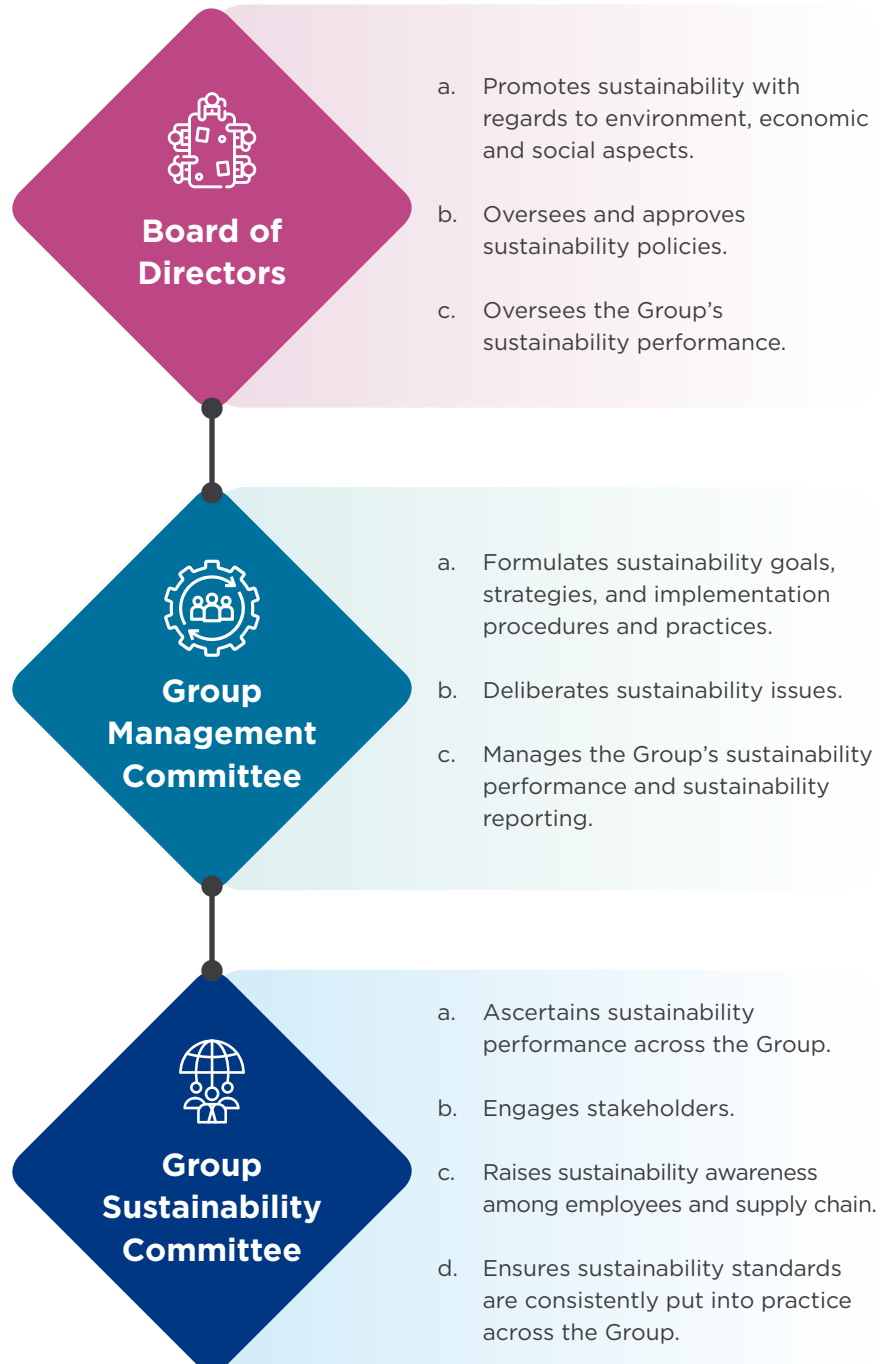 Board of
Directors
a. Promotes sustainability with
regards to environment, economic
and social aspects.
b. Oversees and approves
sustainability policies.
c. Oversees the Group’s
sustainability performance.
Group
Management
Committee
a. Formulates sustainability goals,
strategies, and implementation
procedures and practices.
b. Deliberates sustainability issues.
c. Manages the Group’s sustainability
performance and sustainability
reporting.
Group
Sustainability
Committee
a. Ascertains sustainability
performance across the Group.
b. Engages stakeholders.
c. Raises sustainability awareness
among employees and supply chain.
d. Ensures sustainability standards
are consistently put into practice
across the Group.